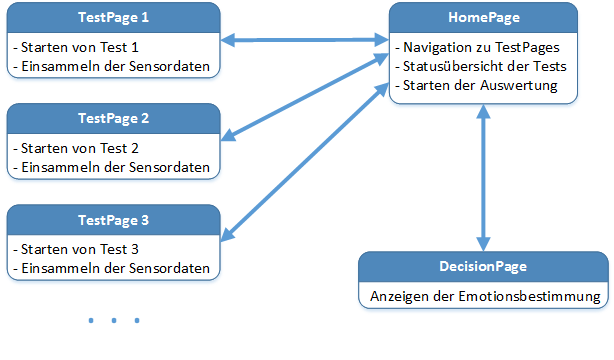 TestPage 1
- Starten von Test 1
- Einsammeln der Sensordaten
TestPage 2
- Starten von Test 2
- Einsammeln der Sensordaten
TestPage 3
- Starten von Test 3
- Einsammeln der Sensordaten
. . .
HomePage
- Navigation zu TestPages
- Statusübersicht der Tests
- Starten der Auswertung
DecisionPage
Anzeigen der Emotionsbestimmung